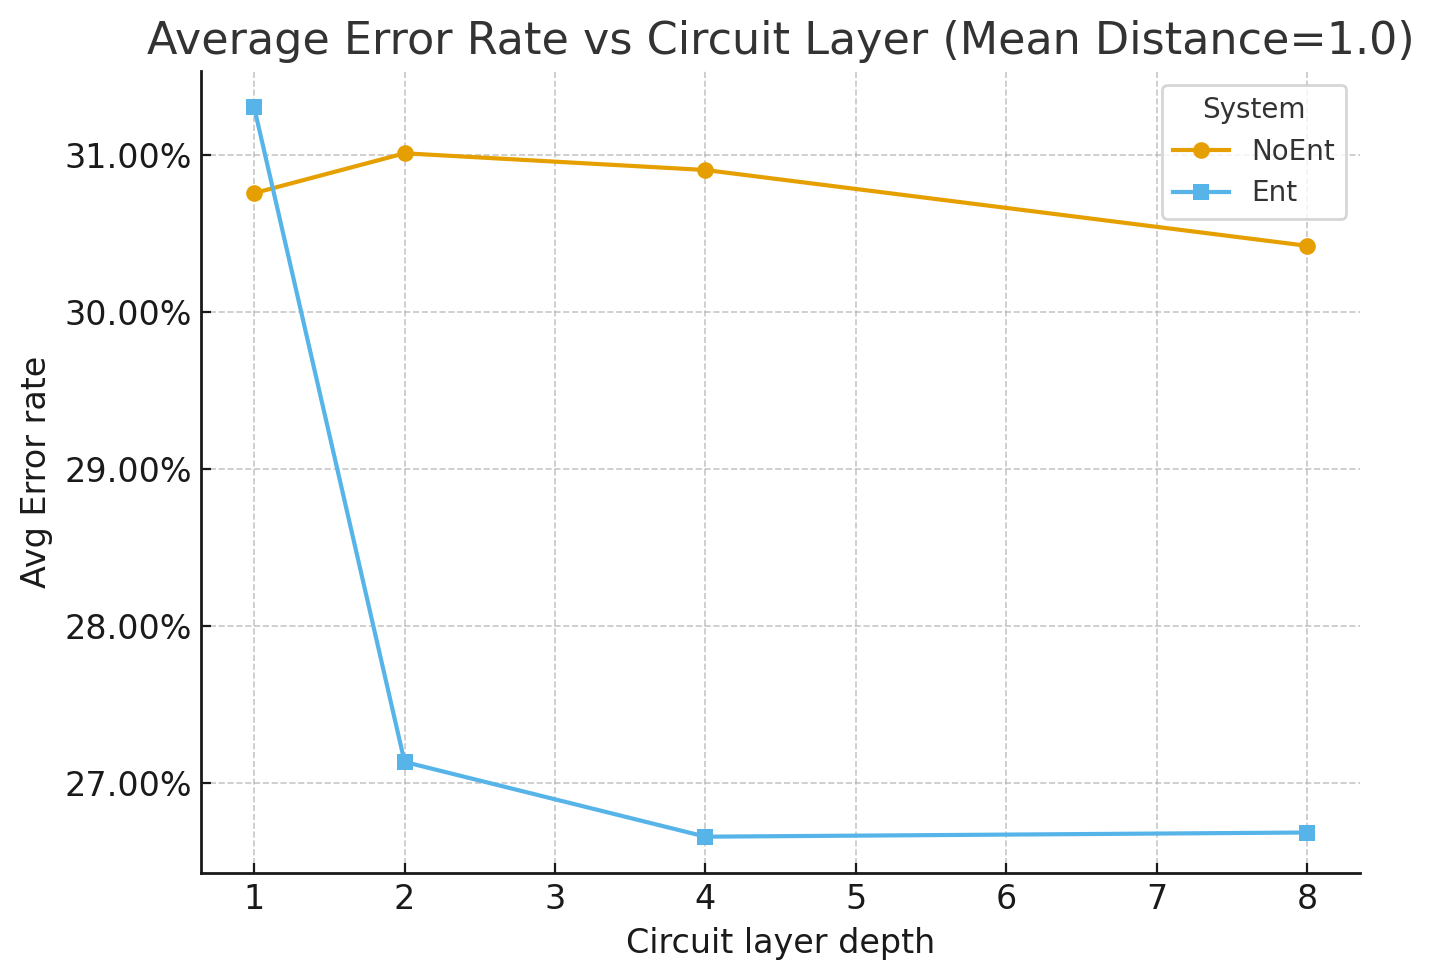 Average Error Rate vs Circuit Layer (Mean Distance=1.0)
System
NoEnt
Ent
31.00%
30.00%
29.00%
28.00%
27.00%
Avg Error rate
1 2 3 4 5 6 7 8
Circuit layer depth